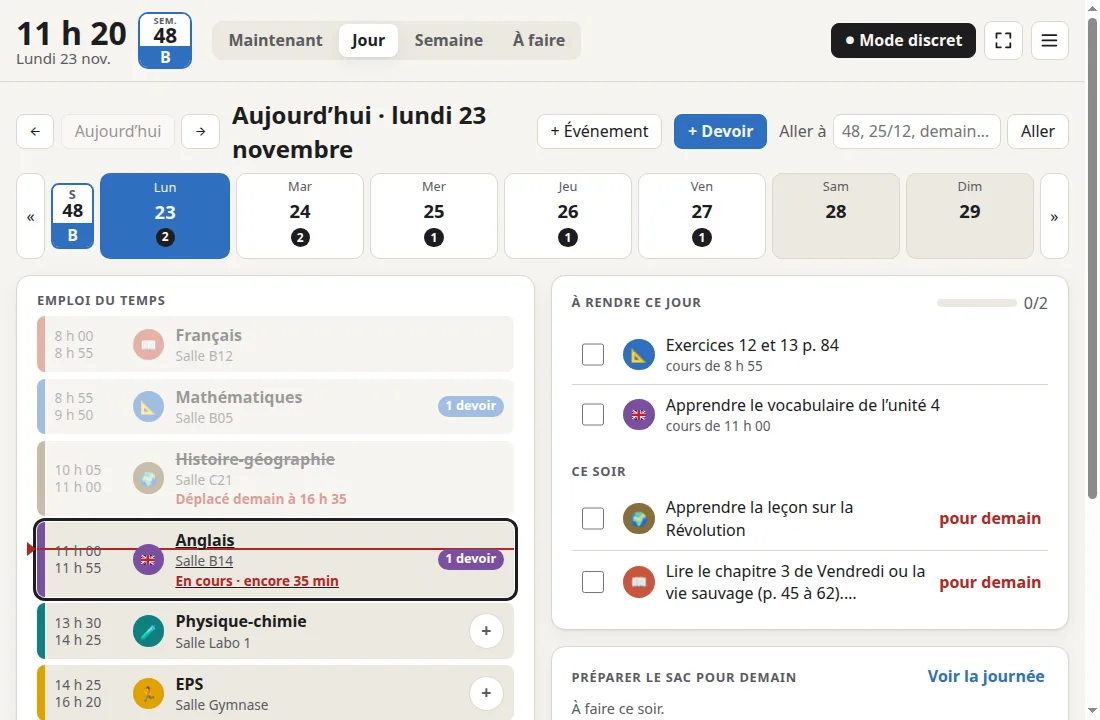 11 h 20
Lundi 23 nov.
SEM.
48
B
Maintenant
Jour
Semaine
À faire
Mode discret
←
Aujourd’hui
→
Aujourd’hui · lundi 23
novembre
+ Événement
+ Devoir
Aller à
48, 25/12, demain…
Aller
«
S
48
B
Lun
23
2
Mar
24
2
Mer
25
1
Jeu
26
1
Ven
27
1
Sam
28
Dim
29
»
EMPLOI DU TEMPS
8 h 00
8 h 55
Français
Salle B12
8 h 55
9 h 50
Mathématiques
Salle B05
1 devoir
10 h 05
11 h 00
Histoire-géographie
Salle C21
Déplacé demain à 16 h 35
11 h 00
11 h 55
Anglais
Salle B14
En cours · encore 35 min
1 devoir
13 h 30
14 h 25
Physique-chimie
Salle Labo 1
+
14 h 25
16 h 20
EPS
Salle Gymnase
+
À RENDRE CE JOUR
0/2
Exercices 12 et 13 p. 84
cours de 8 h 55
Apprendre le vocabulaire de l’unité 4
cours de 11 h 00
CE SOIR
Apprendre la leçon sur la
Révolution
pour demain
Lire le chapitre 3 de Vendredi ou la
vie sauvage (p. 45 à 62)....
pour demain
PRÉPARER LE SAC POUR DEMAIN
Voir la journée
À faire ce soir.